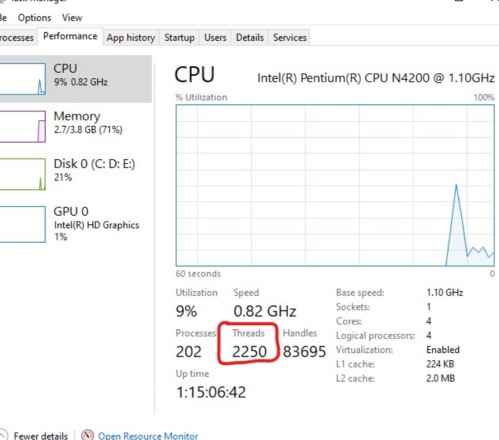 Options View
Processes Performance App history Startup Users Details Services
CPU
9% 0.82 GHz
Memory
2.7/3.8 GB (71%)
Disk 0 (C: D: E:)
21%
GPU 0
Intel(R) HD Graphics
1%
CPU Intel(R) Pentium(R) CPU N4200 @ 1.10GHz
% Utilization 100%
60 seconds 0
Utilization Speed
9% 0.82 GHz
Processes Threads Handles
202 2250 83695
Up time
1:15:06:42
Base speed: 1.10 GHz
Sockets: 1
Cores: 4
Logical processors: 4
Virtualization: Enabled
L1 cache: 224 KB
L2 cache: 2.0 MB
Fewer details Open Resource Monitor